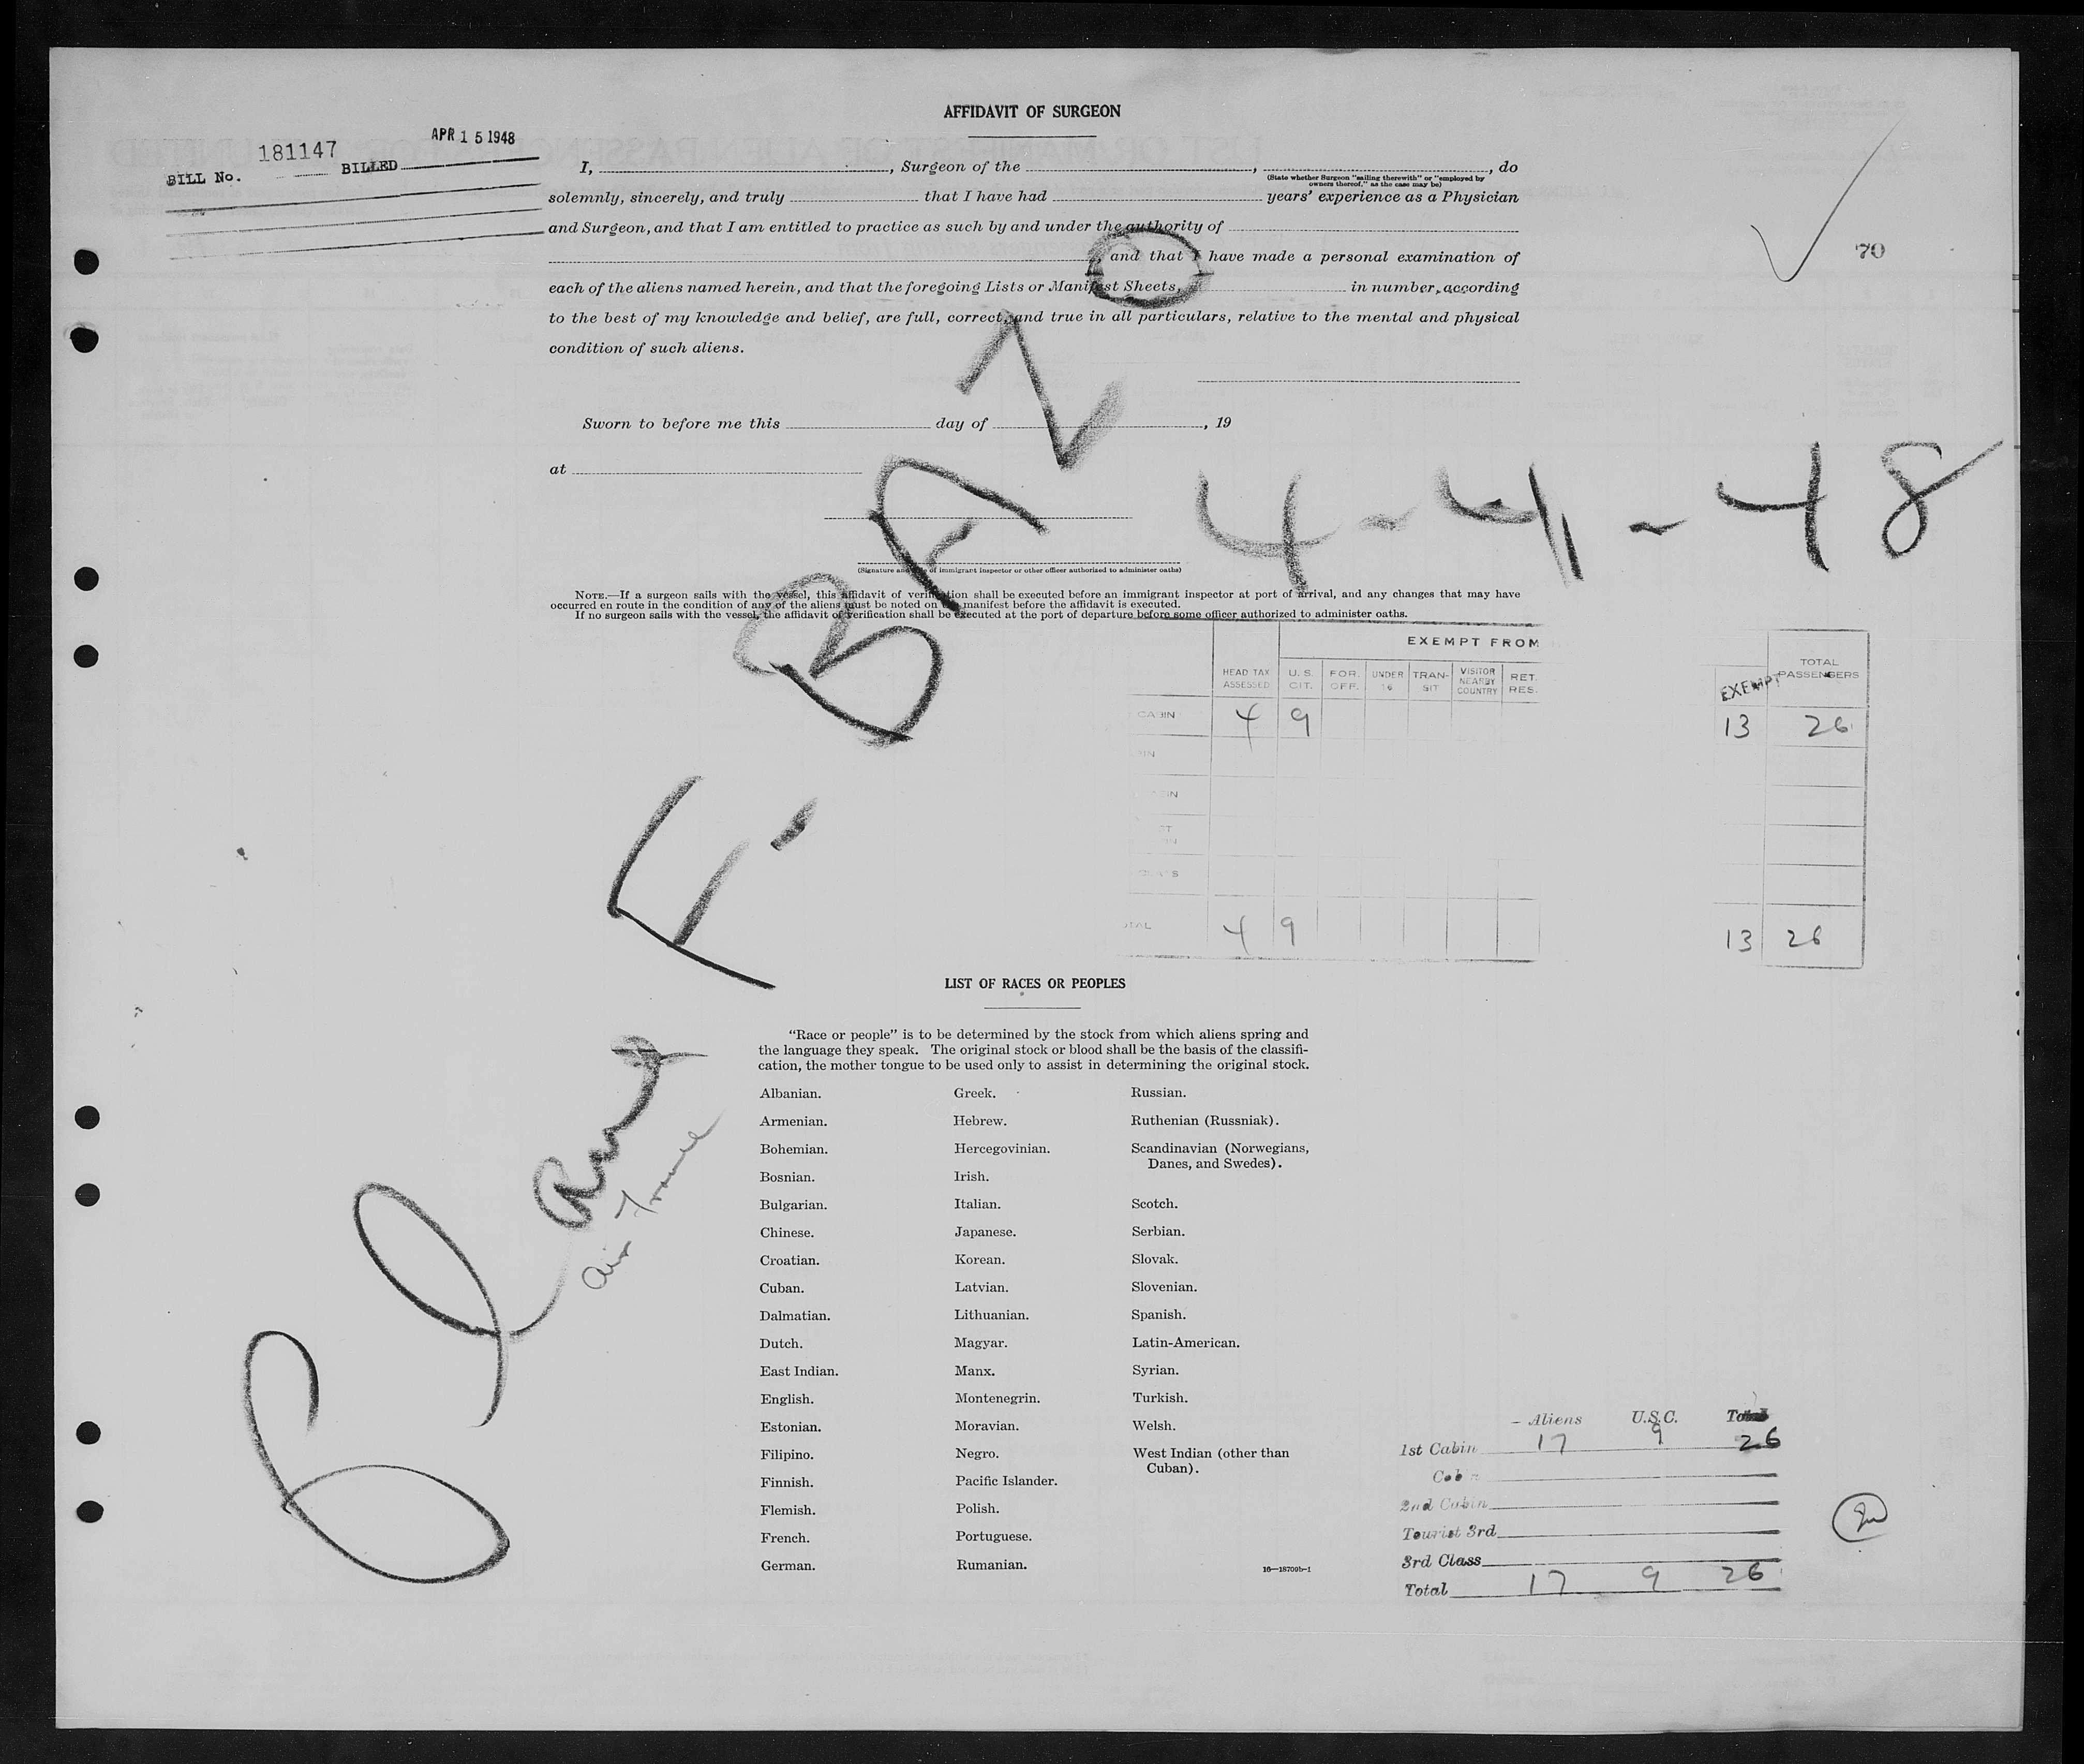 AFFIDAVIT OF SURGEON
APR 15 1948
181147
BILL No. BILLED
I, , Surgeon of the , , do
(State whether Surgeon "sailing therewith" or "employed by
owners thereof," as the case may be)
solemnly, sincerely, and truly that I have had years' experience as a Physician
and Surgeon, and that I am entitled to practice as such by and under the authority of
, and that I have made a personal examination of
each of the aliens named herein, and that the foregoing Lists or Manifest Sheets, in number, according
to the best of my knowledge and belief, are full, correct, and true in all particulars, relative to the mental and physical
condition of such aliens.
70
Sworn to before me this day of , 19
at
(Signature and title of immigrant inspector or other officer authorized to administer oaths)
NOTE.—If a surgeon sails with the vessel, this affidavit of verification shall be executed before an immigrant inspector at port of arrival, and any changes that may have
occurred en route in the condition of any of the aliens must be noted on the manifest before the affidavit is executed.
If no surgeon sails with the vessel, the affidavit of verification shall be executed at the port of departure before some officer authorized to administer oaths.
Plane F-BAZO
Air France
4-4-48
EXEMPT FROM
HEAD TAX ASSESSED U.S. CIT. FOR. OFF. UNDER 16 TRANSIT VISITOR NEARBY COUNTRY RET. RES. EXEMPT TOTAL PASSENGERS
CABIN 4 9 13 26
TOTAL 4 9 13 26
LIST OF RACES OR PEOPLES
"Race or people" is to be determined by the stock from which aliens spring and
the language they speak. The original stock or blood shall be the basis of the classifi-
cation, the mother tongue to be used only to assist in determining the original stock.
Albanian.
Armenian.
Bohemian.
Bosnian.
Bulgarian.
Chinese.
Croatian.
Cuban.
Dalmatian.
Dutch.
East Indian.
English.
Estonian.
Filipino.
Finnish.
Flemish.
French.
German.
Greek.
Hebrew.
Hercegovinian.
Irish.
Italian.
Japanese.
Korean.
Latvian.
Lithuanian.
Magyar.
Manx.
Montenegrin.
Moravian.
Negro.
Pacific Islander.
Polish.
Portuguese.
Rumanian.
Russian.
Ruthenian (Russniak).
Scandinavian (Norwegians,
Danes, and Swedes).
Scotch.
Serbian.
Slovak.
Slovenian.
Spanish.
Latin-American.
Syrian.
Turkish.
Welsh.
West Indian (other than
Cuban).
16—18700b-1
Aliens U.S.C. Total
1st Cabin 17 9 26
Cabin
2nd Cabin
Tourist 3rd
3rd Class
Total 17 9 26